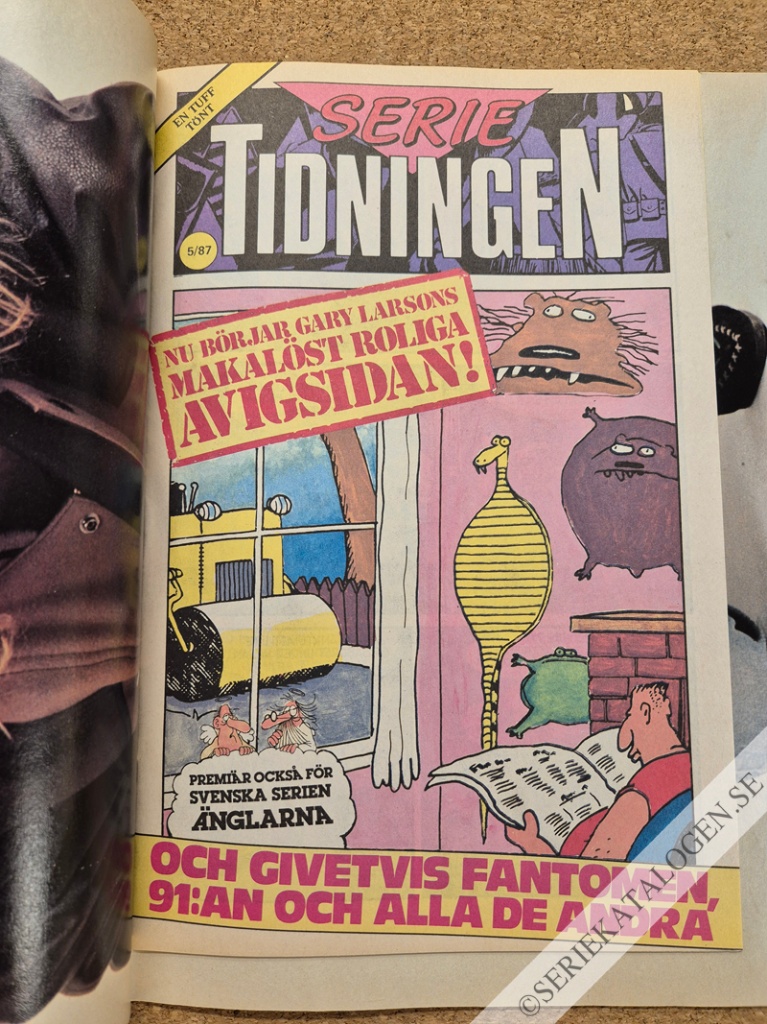 EN TUFF
TÖNT
SERIE
TIDNINGEN
5/87
NU BÖRJAR GARY LARSONS
MAKALÖST ROLIGA
AVIGSIDAN!
PREMIÄR OCKSÅ FÖR
SVENSKA SERIEN
ÄNGLARNA
OCH GIVETVIS FANTOMEN,
91:AN OCH ALLA DE ANDRA
©SERIEKATALOGEN.SE